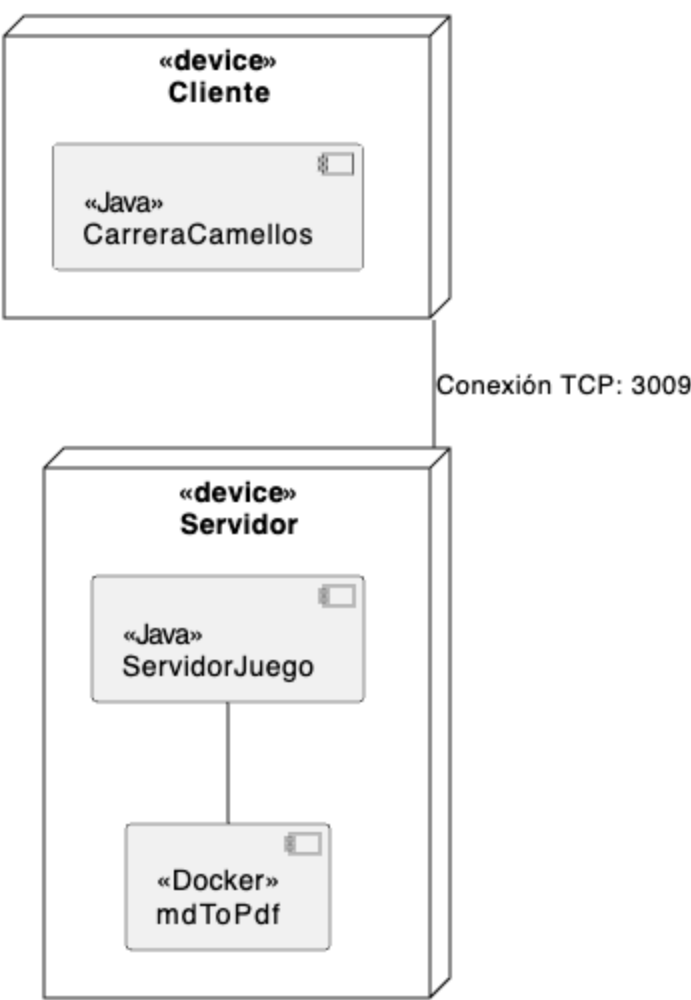 «device»
Cliente
«Java»
CarreraCamellos
Conexión TCP: 3009
«device»
Servidor
«Java»
ServidorJuego
«Docker»
mdToPdf